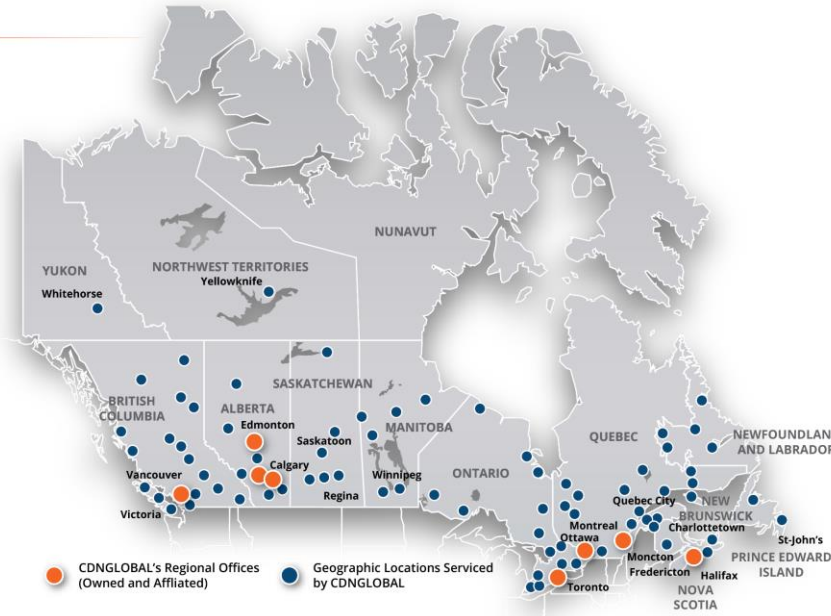 NUNAVUT
YUKON
NORTHWEST TERRITORIES
Yellowknife
Whitehorse
SASKATCHEWAN
BRITISH
COLUMBIA
ALBERTA
Edmonton
MANITOBA
Saskatoon
QUEBEC
NEWFOUNDLAN
AND LABRADOR
Calgary
Vancouver
Winnipeg
ONTARIO
Regina
Victoria
Quebec City
NEW
BRUNSWICK
Montreal
Charlottetown
Ottawa
St-John's
Moncton
PRINCE EDWARD
ISLAND
Fredericton
Halifax
Toronto
NOVA
SCOTIA
CDNGLOBAL's Regional Offices
(Owned and Affliated)
Geographic Locations Serviced
by CDNGLOBAL